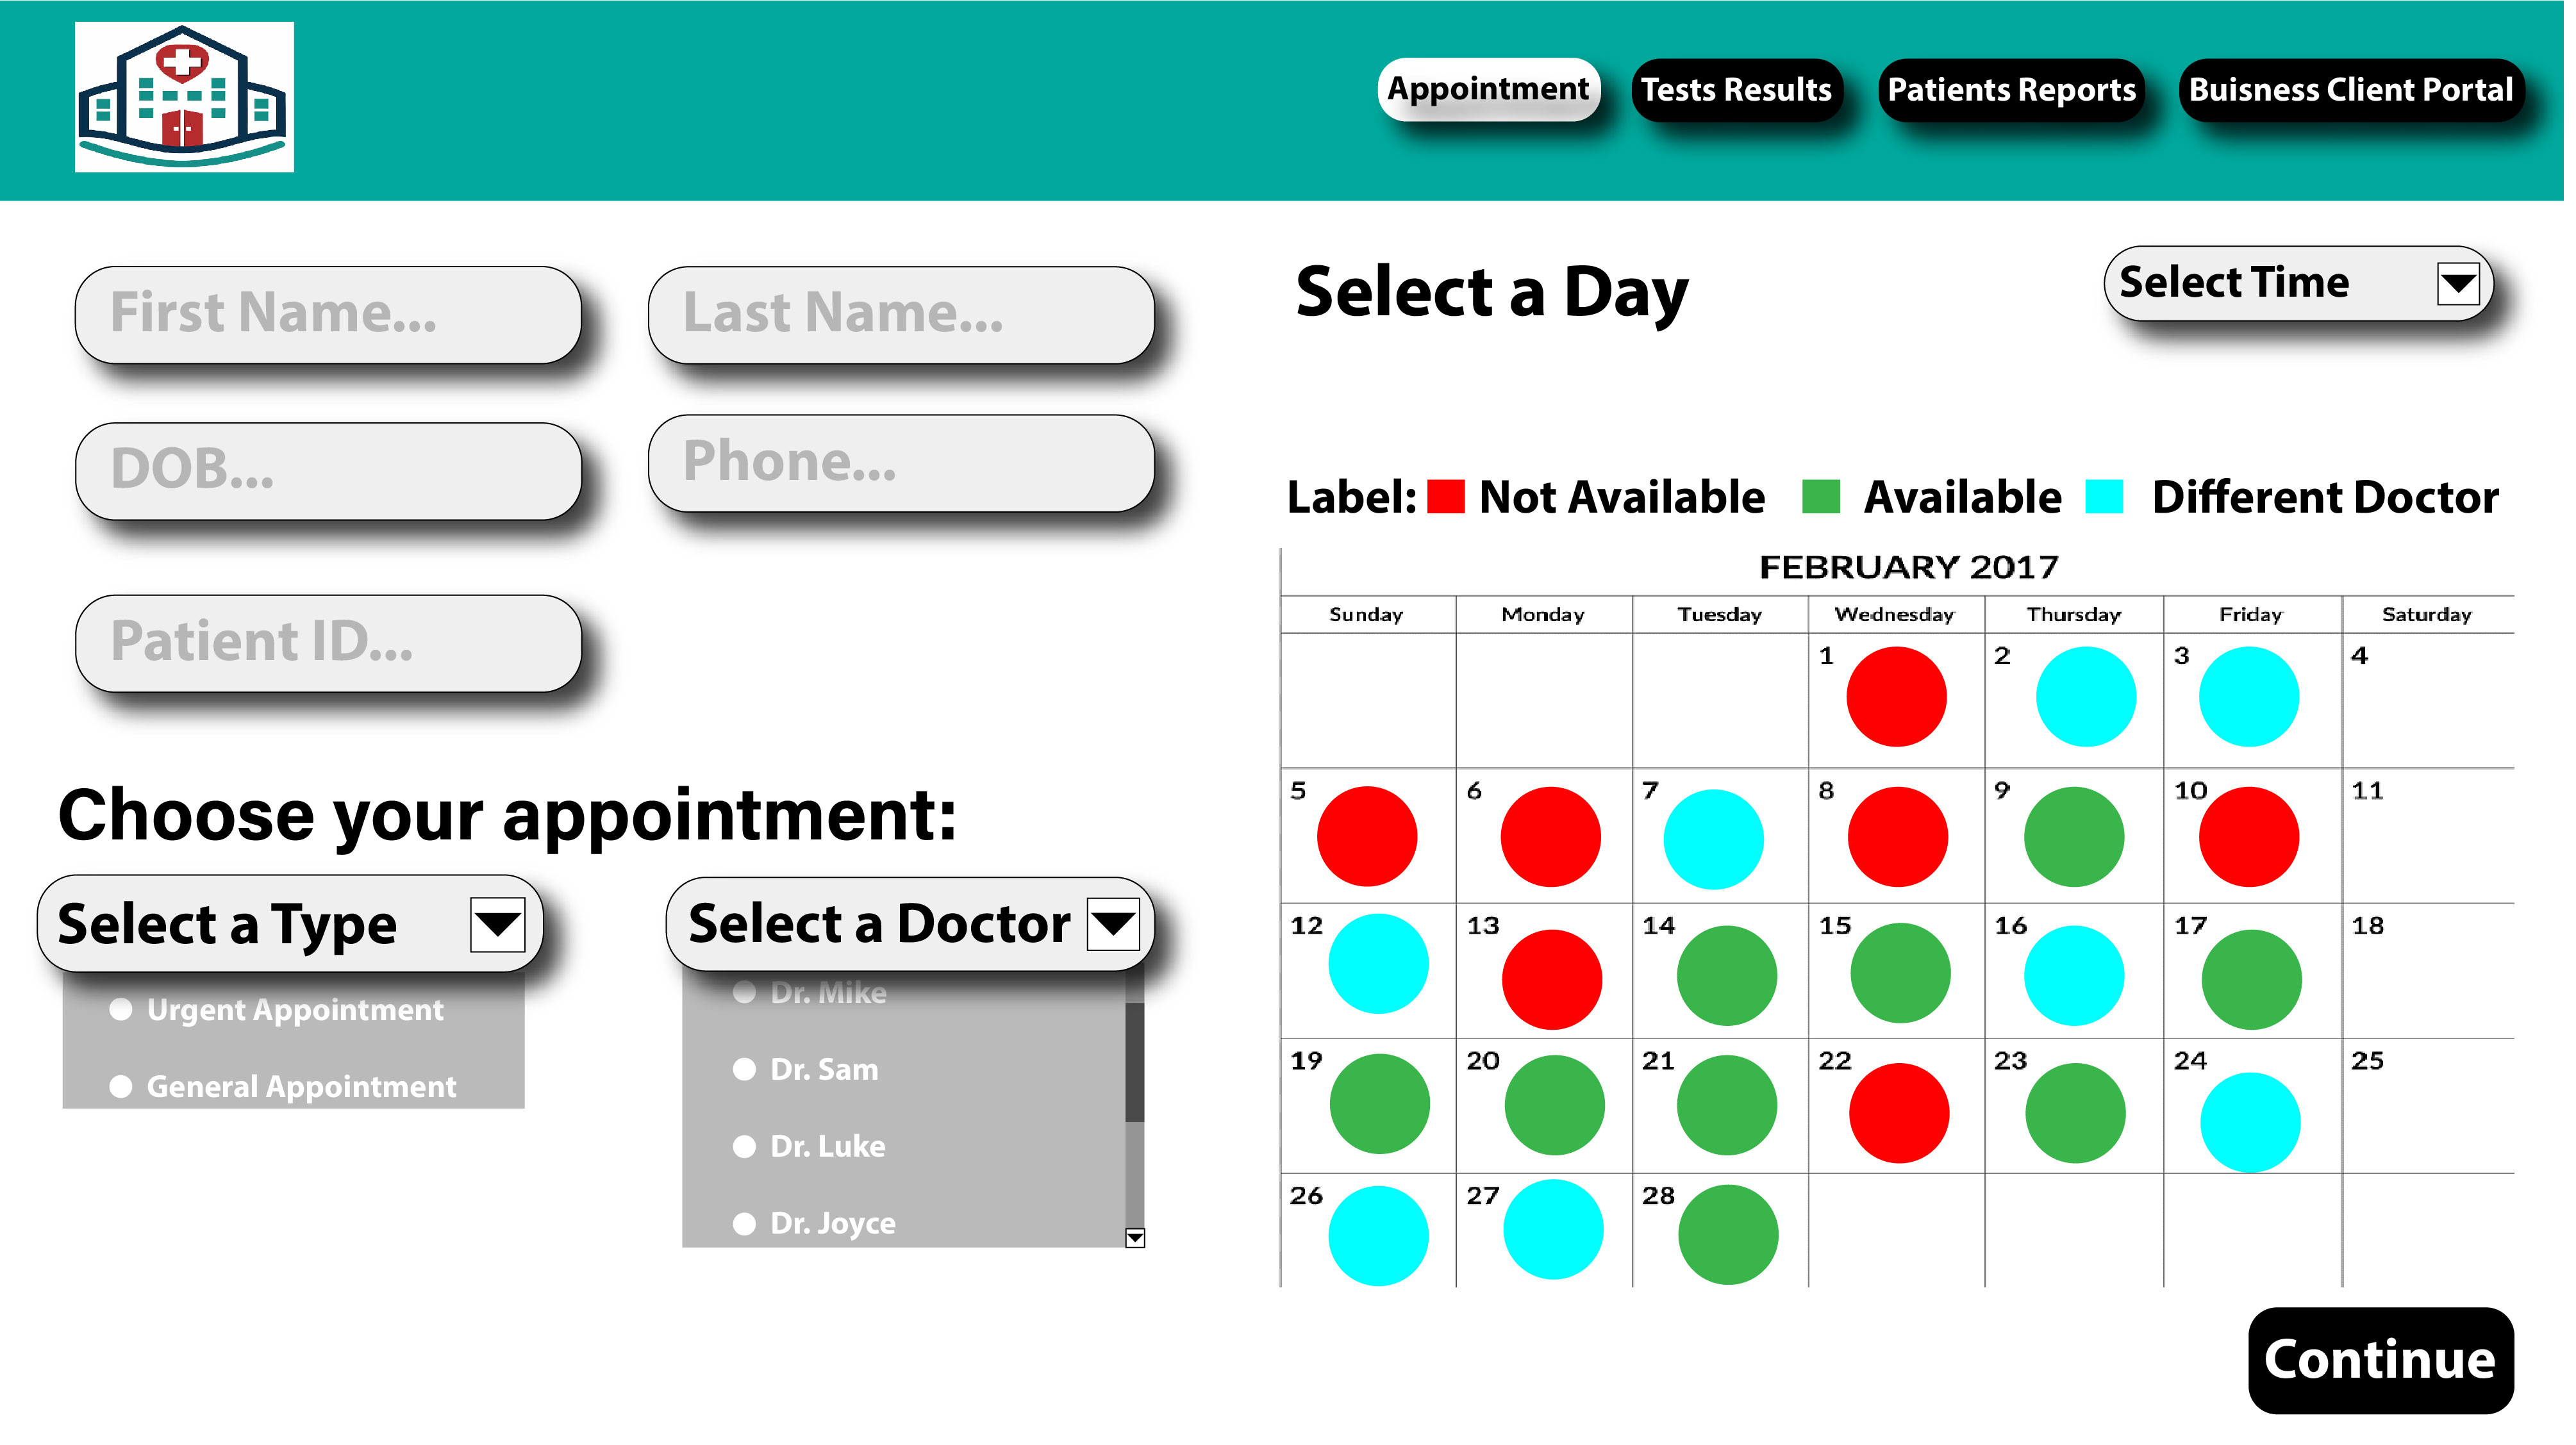 Appointment
Tests Results
Patients Reports
Buisness Client Portal
First Name...
Last Name...
DOB...
Phone...
Patient ID...
Choose your appointment:
Select a Type
Urgent Appointment
General Appointment
Select a Doctor
Dr. Mike
Dr. Sam
Dr. Luke
Dr. Joyce
Select a Day
Select Time
Label: Not Available Available Different Doctor
FEBRUARY 2017
Sunday Monday Tuesday Wednesday Thursday Friday Saturday
1 2 3 4
5 6 7 8 9 10 11
12 13 14 15 16 17 18
19 20 21 22 23 24 25
26 27 28
Continue